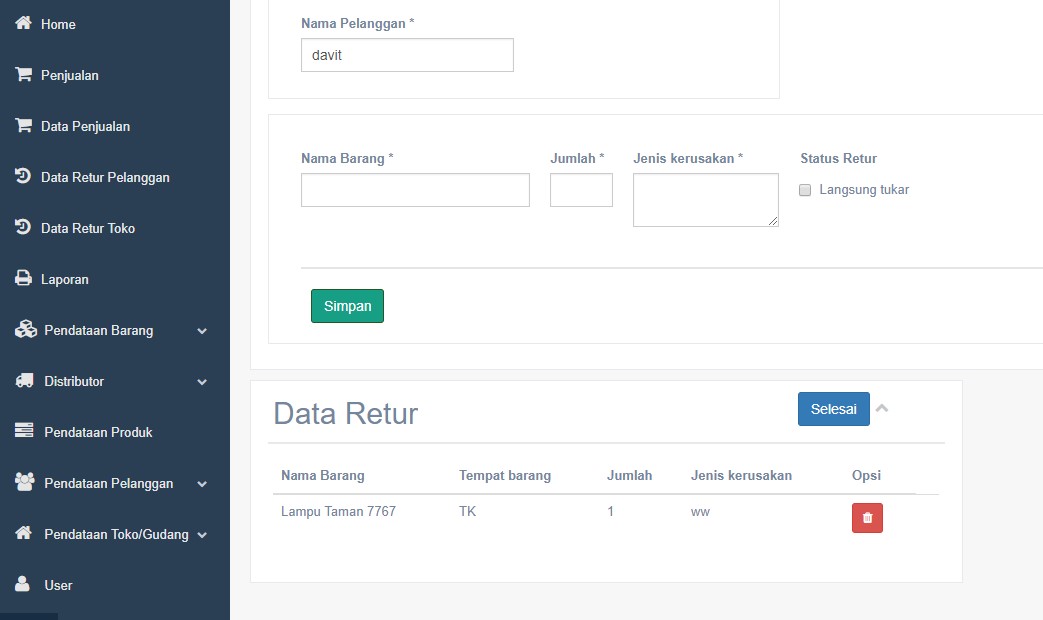 Home
Penjualan
Data Penjualan
Data Retur Pelanggan
Data Retur Toko
Laporan
Pendataan Barang
Distributor
Pendataan Produk
Pendataan Pelanggan
Pendataan Toko/Gudang
User
Nama Pelanggan *
davit
Nama Barang * Jumlah * Jenis kerusakan * Status Retur
Langsung tukar
Simpan
Data Retur Selesai
Nama Barang Tempat barang Jumlah Jenis kerusakan Opsi
Lampu Taman 7767 TK 1 ww